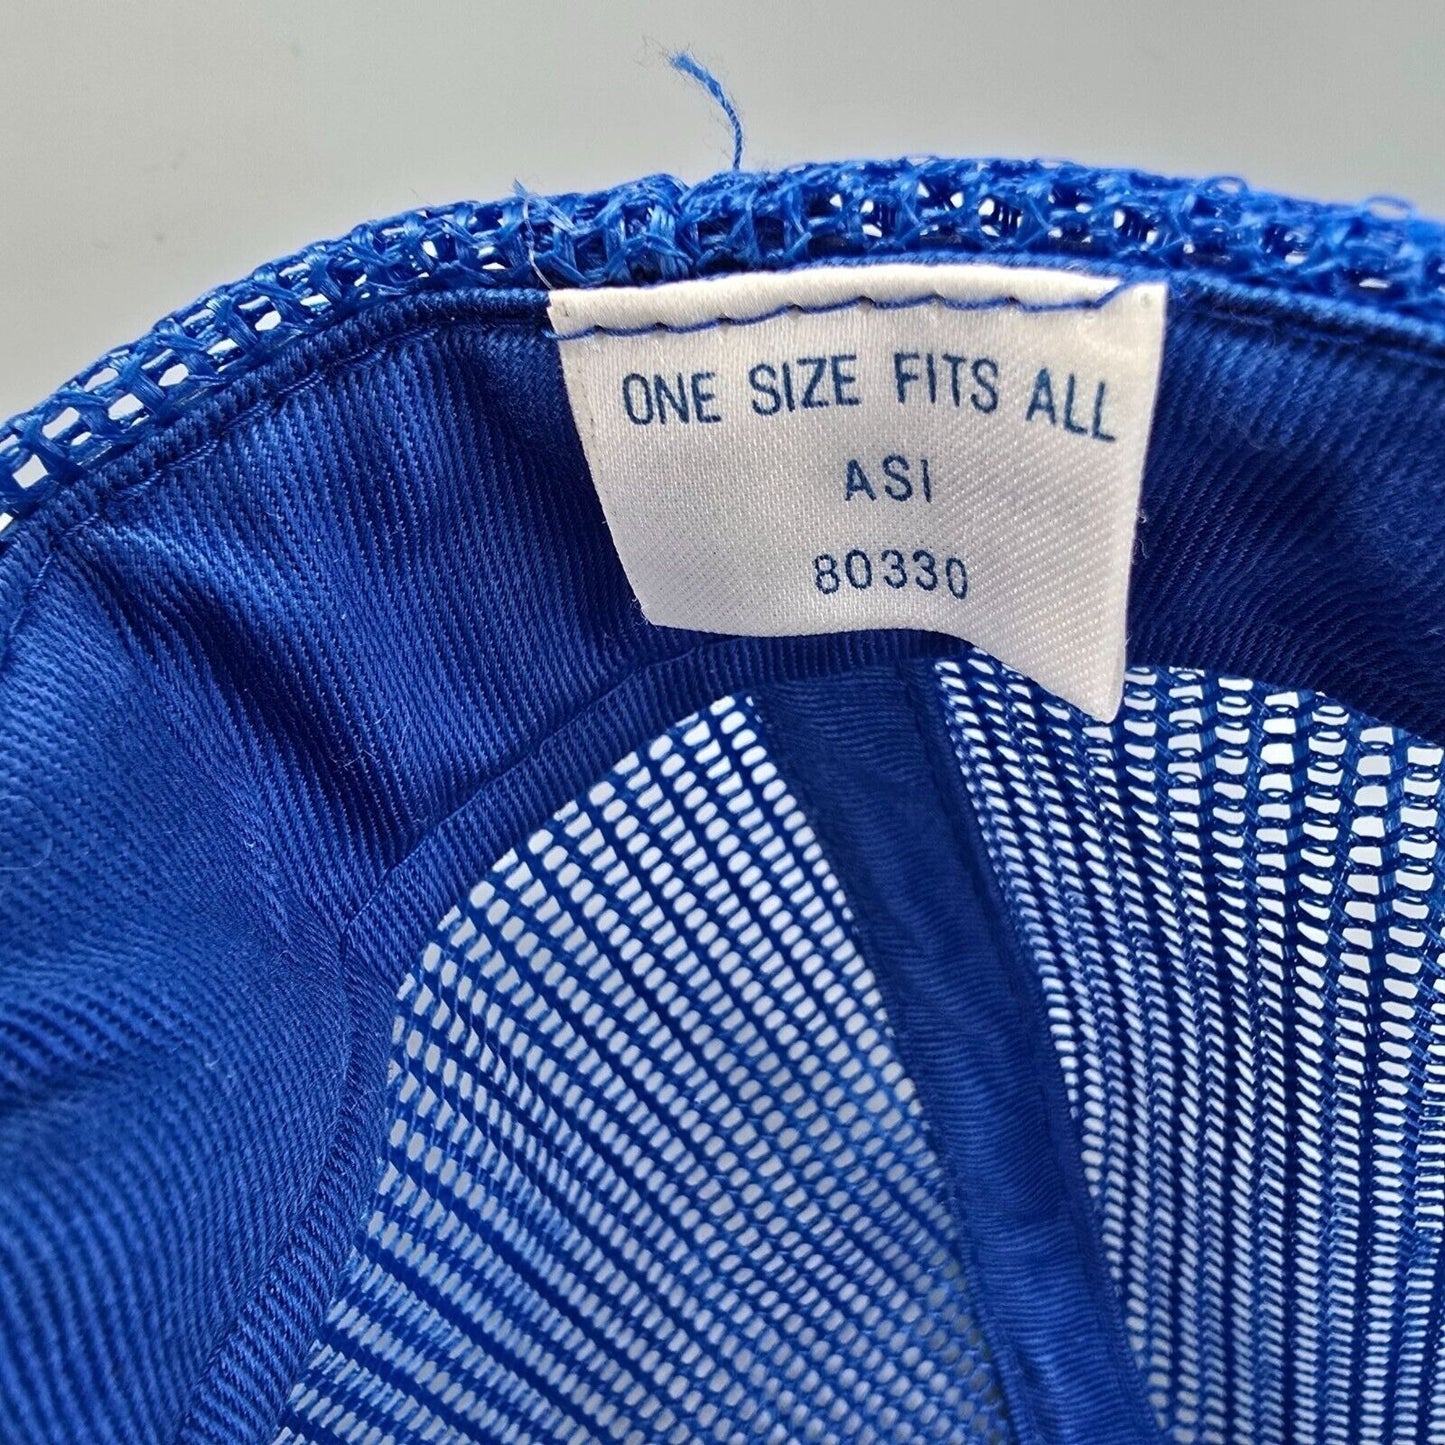 ONE SIZE FITS ALL
ASI
80330